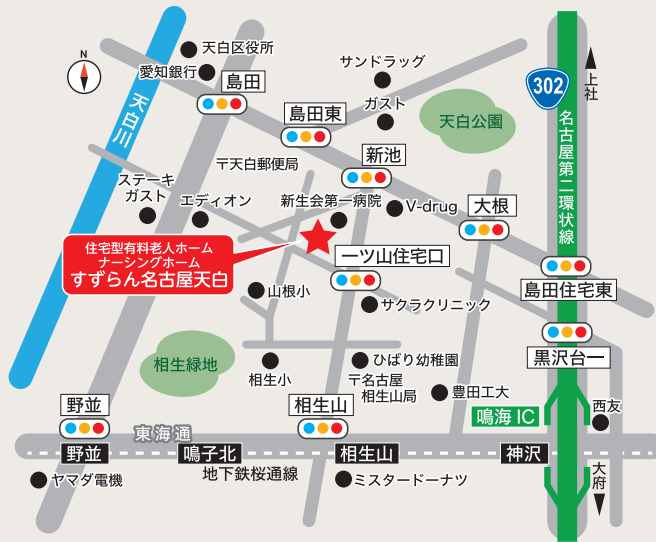 N
天白区役所
愛知銀行
島田
サンドラッグ
ガスト
島田東
天白公園
302
上社
名古屋第二環状線
天白川
〒天白郵便局
新池
ステーキ
ガスト
エディオン
新生会第一病院
V-drug
大根
住宅型有料老人ホーム
ナーシングホーム
すずらん名古屋天白
一ツ山住宅口
島田住宅東
山根小
サクラクリニック
黒沢台一
相生緑地
相生小
ひばり幼稚園
〒名古屋
相生山局
豊田工大
野並
相生山
鳴海IC
西友
東海通
野並
鳴子北
相生山
神沢
地下鉄桜通線
ヤマダ電機
ミスタードーナツ
大府